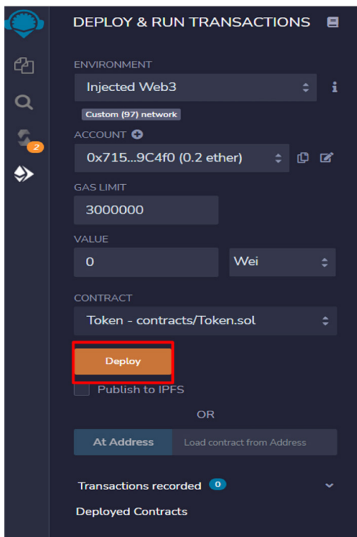 DEPLOY & RUN TRANSACTIONS
ENVIRONMENT
Injected Web3
i
Custom (97) network
ACCOUNT
2
0x715...9C4f0 (0.2 ether)
GAS LIMIT
3000000
VALUE
0 Wei
CONTRACT
Token - contracts/Token.sol
Deploy
Publish to IPFS
OR
At Address Load contract from Address
Transactions recorded 0
Deployed Contracts